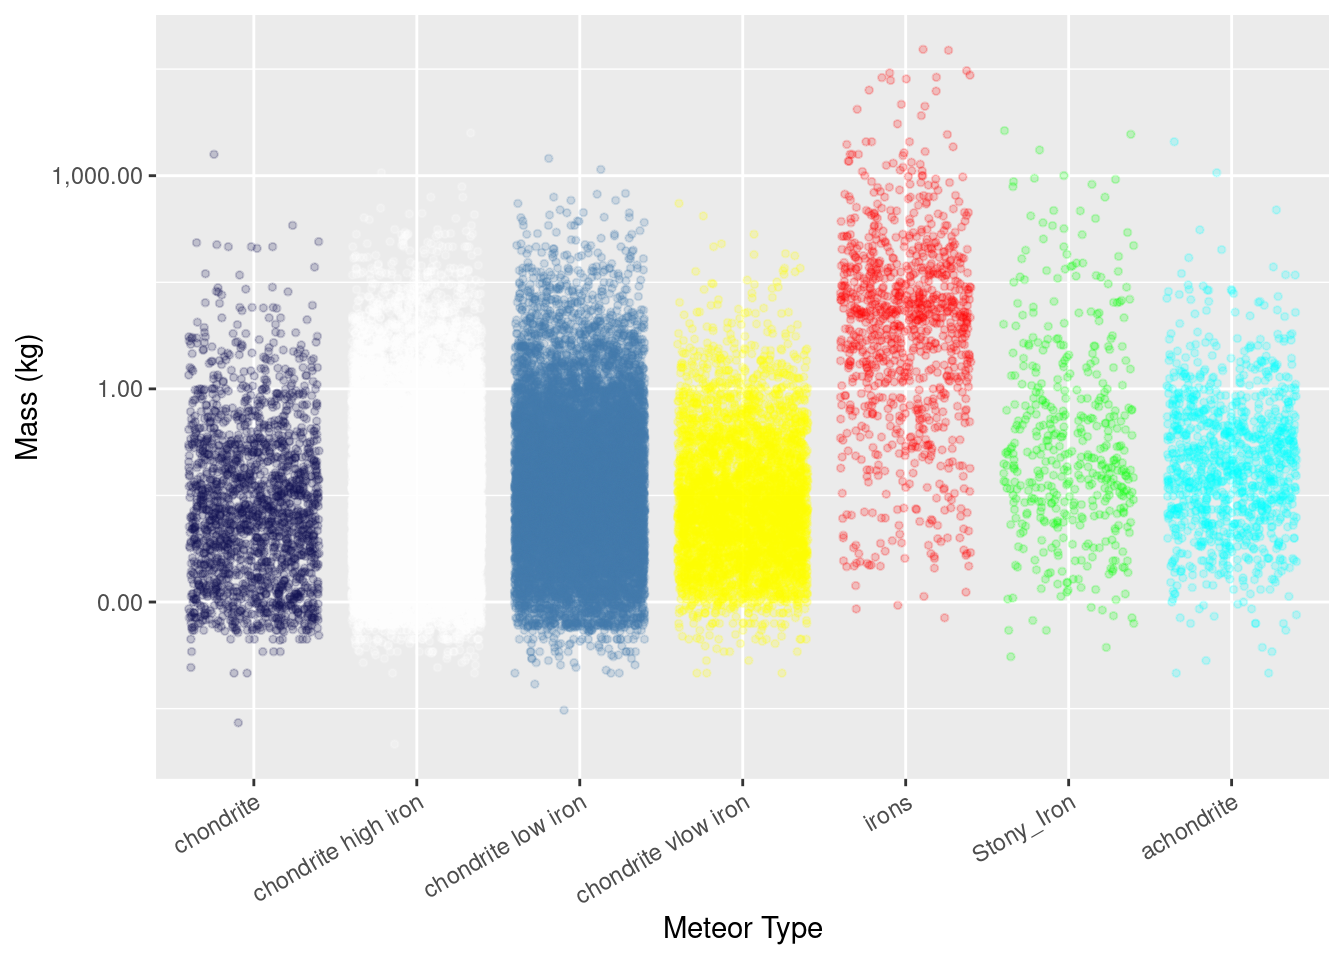 Mass (kg)
1,000.00
1.00
0.00
chondrite
chondrite high iron
chondrite low iron
chondrite vlow iron
irons
Stony_Iron
achondrite
Meteor Type